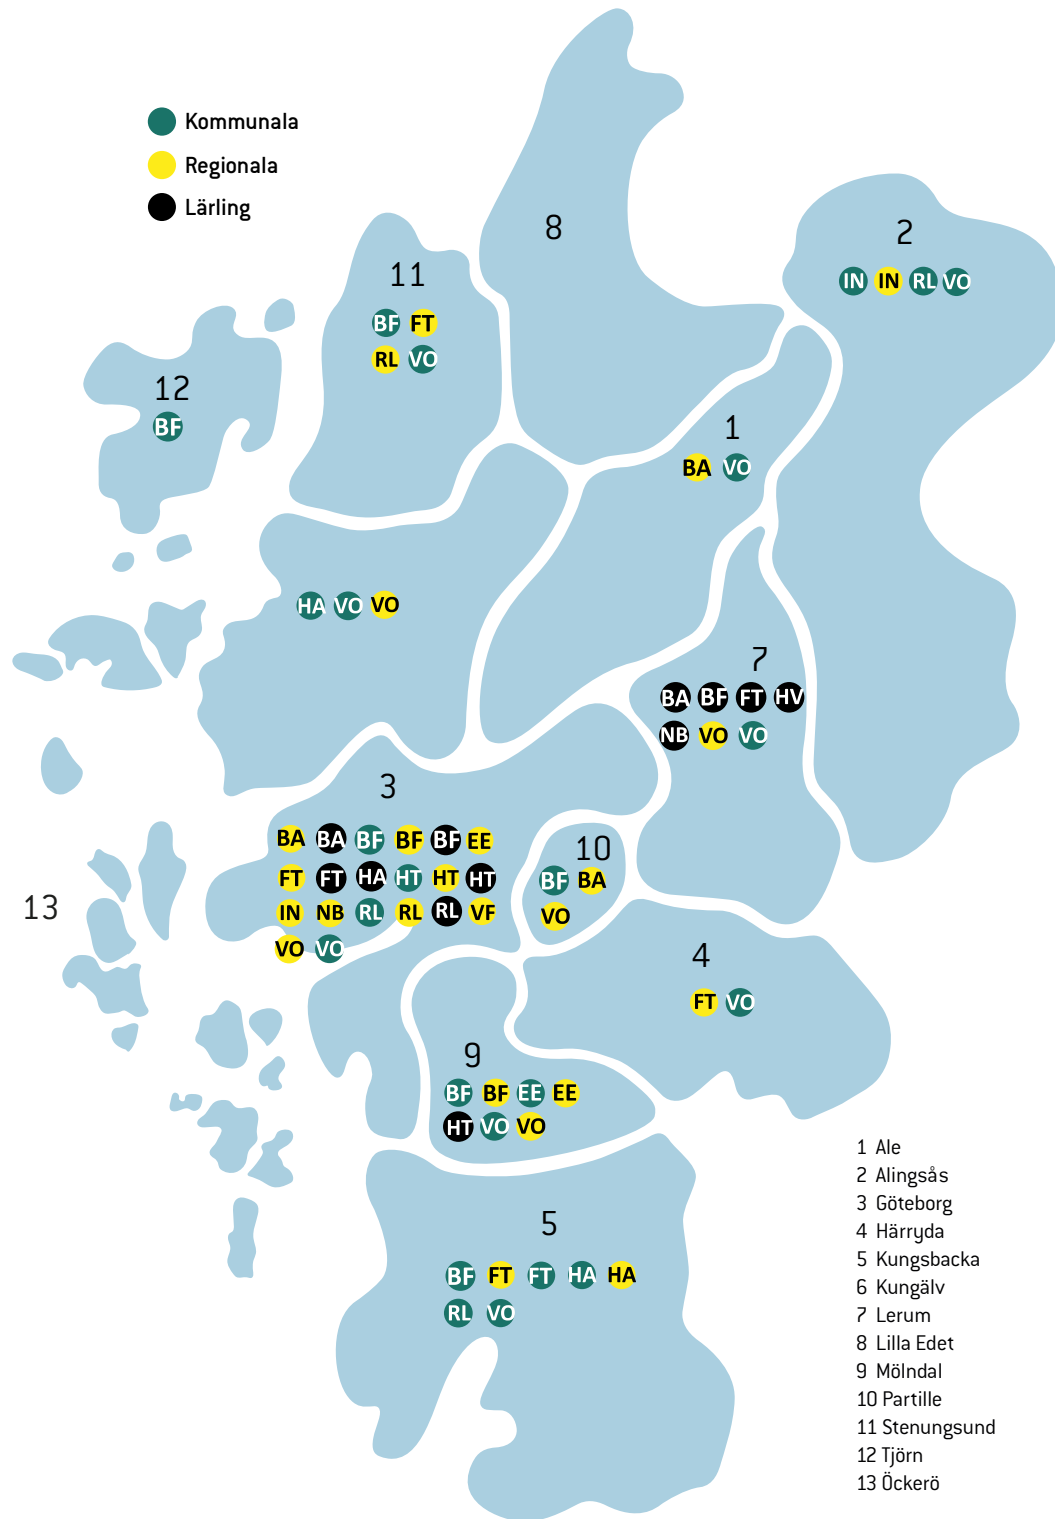 Kommunala
Regionala
Lärling
8
2
IN IN RL VO
11
BF FT
RL VO
12
BF
1
BA VO
HA VO VO
7
BA BF FT HV
NB VO VO
3
BA BA BF BF BF EE
FT FT HA HT HT HT
IN NB RL RL RL VF
VO VO
10
BF BA
VO
13
4
FT VO
9
BF BF EE EE
HT VO VO
5
BF FT FT HA HA
RL VO
1 Ale
2 Alingsås
3 Göteborg
4 Härryda
5 Kungsbacka
6 Kungälv
7 Lerum
8 Lilla Edet
9 Mölndal
10 Partille
11 Stenungsund
12 Tjörn
13 Öckerö